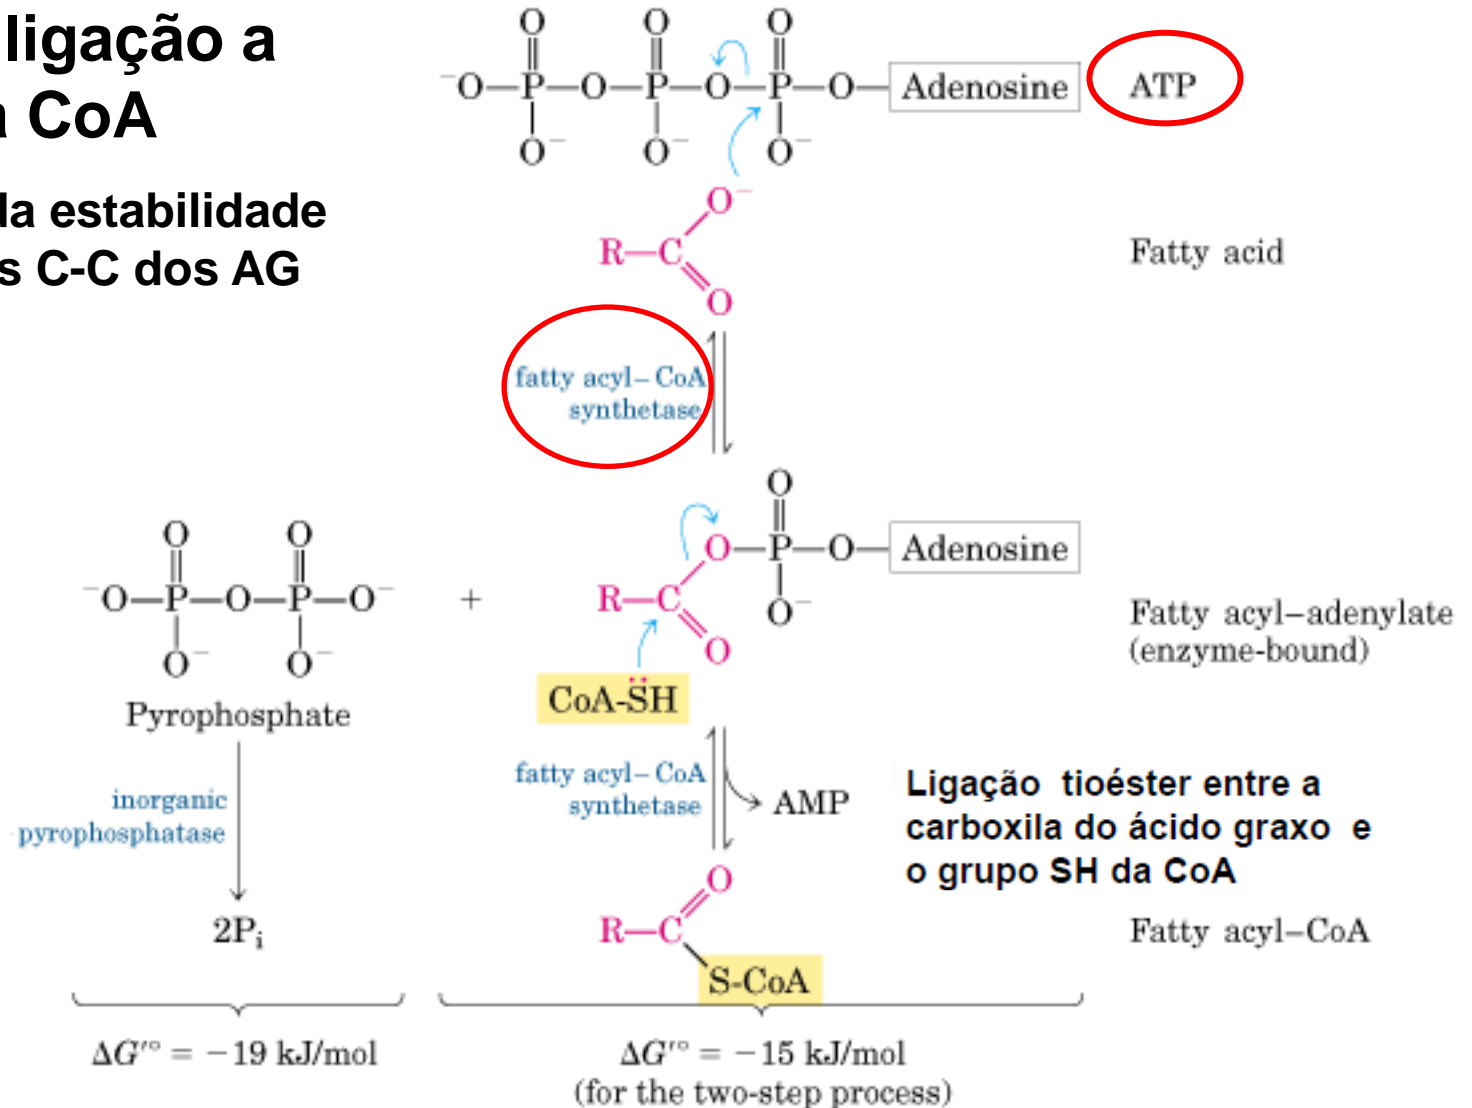 ligação a
a CoA
da estabilidade
s C-C dos AG
O O O
⁻O—P—O—P—O—P—O— Adenosine ATP
O⁻ O⁻ O⁻
O⁻
R—C Fatty acid
O
fatty acyl–CoA
synthetase
O
O—P—O— Adenosine
O O
⁻O—P—O—P—O⁻ + R—C O⁻
O⁻ O⁻ O
Fatty acyl–adenylate
(enzyme-bound)
CoA-S̈H
Pyrophosphate
fatty acyl–CoA
synthetase
AMP
inorganic
pyrophosphatase
Ligação tioéster entre a
carboxila do ácido graxo e
o grupo SH da CoA
O
2Pᵢ R—C Fatty acyl–CoA
S-CoA
ΔG′° = −19 kJ/mol
ΔG′° = −15 kJ/mol
(for the two-step process)